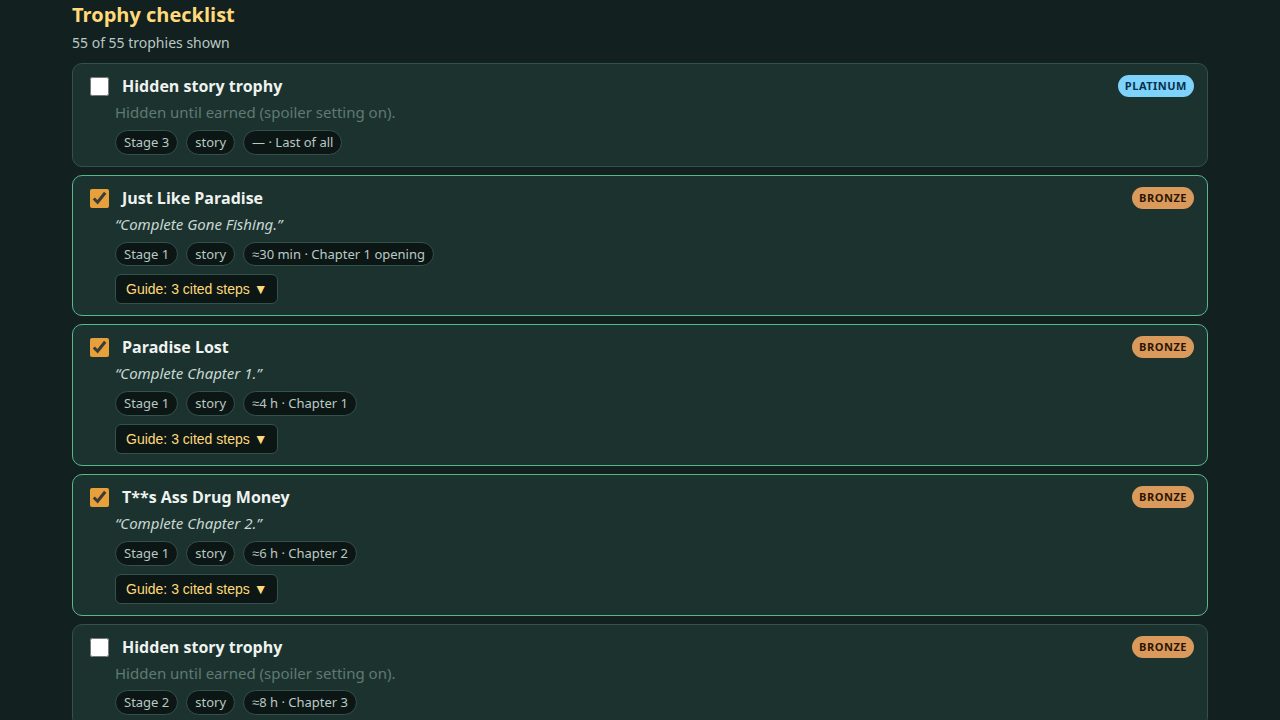 Trophy checklist
55 of 55 trophies shown
Hidden story trophy
PLATINUM
Hidden until earned (spoiler setting on).
Stage 3 story — · Last of all
Just Like Paradise
BRONZE
“Complete Gone Fishing.”
Stage 1 story ≈30 min · Chapter 1 opening
Guide: 3 cited steps ▼
Paradise Lost
BRONZE
“Complete Chapter 1.”
Stage 1 story ≈4 h · Chapter 1
Guide: 3 cited steps ▼
T**s Ass Drug Money
BRONZE
“Complete Chapter 2.”
Stage 1 story ≈6 h · Chapter 2
Guide: 3 cited steps ▼
Hidden story trophy
BRONZE
Hidden until earned (spoiler setting on).
Stage 2 story ≈8 h · Chapter 3